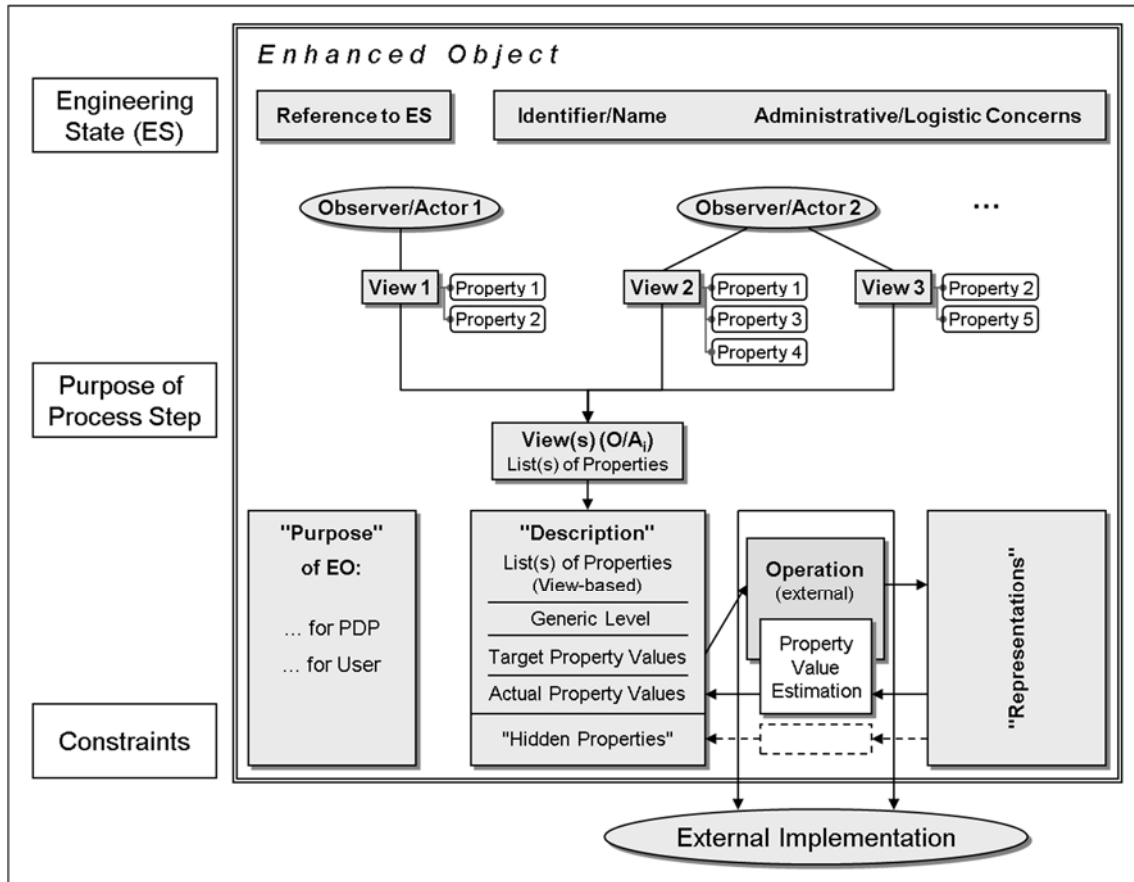 Enhanced Object
Engineering
State (ES)
Reference to ES
Identifier/Name
Administrative/Logistic Concerns
Observer/Actor 1
Observer/Actor 2
...
View 1
Property 1
Property 2
View 2
Property 1
Property 3
Property 4
View 3
Property 2
Property 5
Purpose of
Process Step
View(s) (O/Ai)
List(s) of Properties
"Purpose"
of EO:
... for PDP
... for User
"Description"
List(s) of Properties
(View-based)
Generic Level
Target Property Values
Actual Property Values
"Hidden Properties"
Operation
(external)
Property
Value
Estimation
"Representations"
Constraints
External Implementation